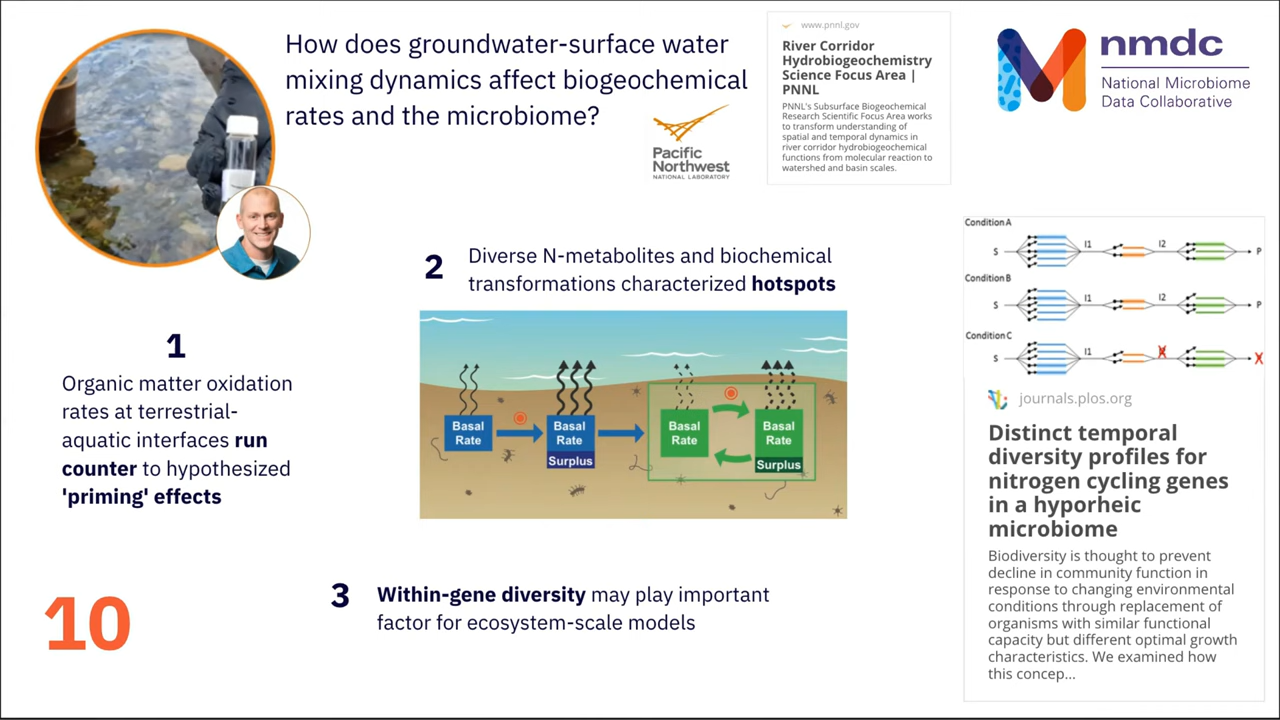 How does groundwater-surface water
mixing dynamics affect biogeochemical
rates and the microbiome?
Pacific
Northwest
NATIONAL LABORATORY
www.pnnl.gov
River Corridor
Hydrobiogeochemistry
Science Focus Area |
PNNL
PNNL's Subsurface Biogeochemical
Research Scientific Focus Area works
to transform understanding of
spatial and temporal dynamics in
river corridor hydrobiogeochemical
functions from molecular reaction to
watershed and basin scales.
nmdc
National Microbiome
Data Collaborative
1
Organic matter oxidation
rates at terrestrial-
aquatic interfaces run
counter to hypothesized
'priming' effects
2
Diverse N-metabolites and biochemical
transformations characterized hotspots
Basal
Rate
Basal
Rate
Surplus
Basal
Rate
Basal
Rate
Surplus
3
Within-gene diversity may play important
factor for ecosystem-scale models
10
Condition A
S I1 I2 P
Condition B
S I1 I2 P
Condition C
S I1 X X
journals.plos.org
Distinct temporal
diversity profiles for
nitrogen cycling genes
in a hyporheic
microbiome
Biodiversity is thought to prevent
decline in community function in
response to changing environmental
conditions through replacement of
organisms with similar functional
capacity but different optimal growth
characteristics. We examined how
this concep...